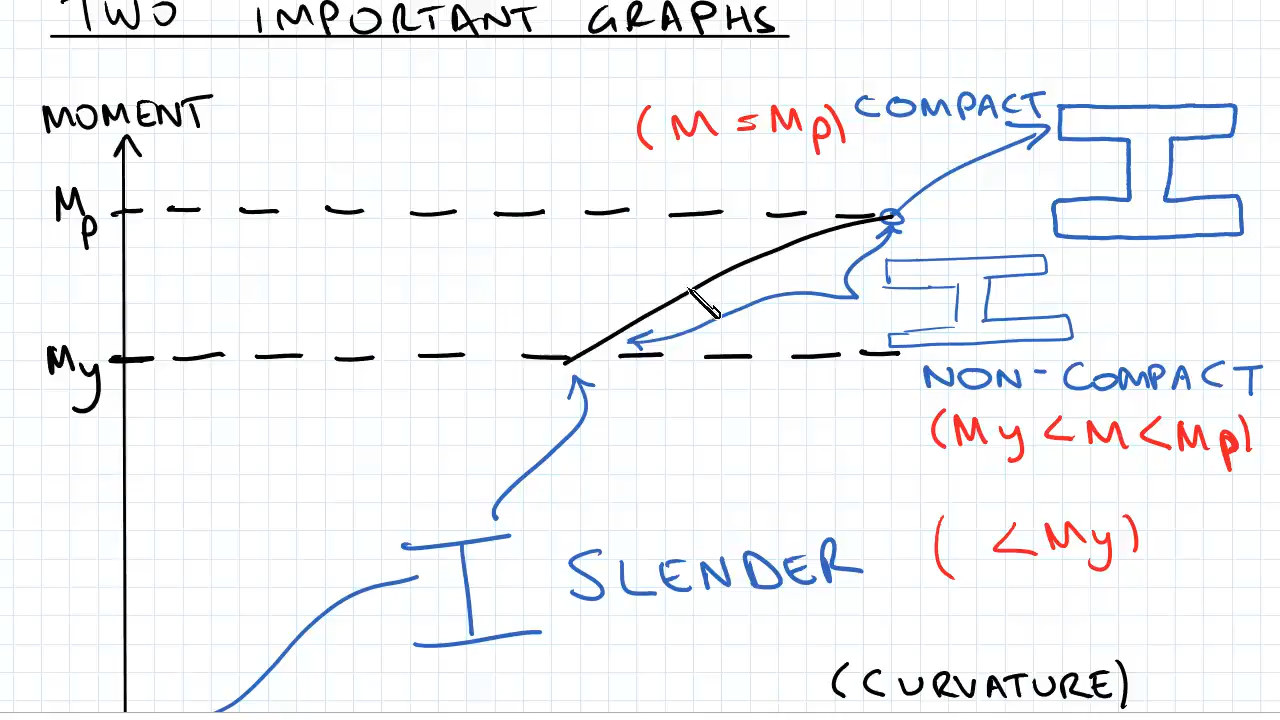 TWO IMPORTANT GRAPHS
MOMENT
(M = Mp) COMPACT
Mp
My
NON-COMPACT
(My < M < Mp)
SLENDER ( < My)
(CURVATURE)